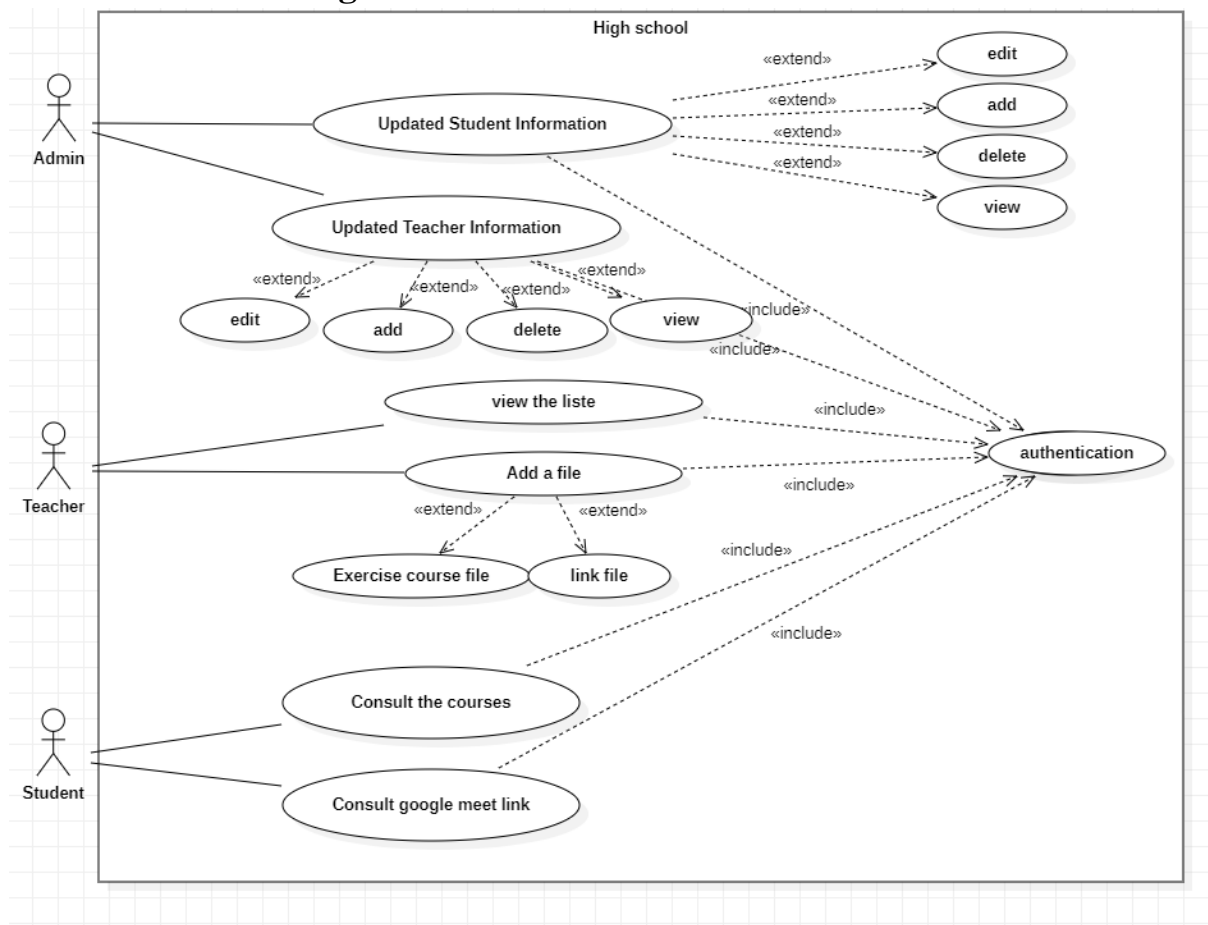 High school
«extend»
edit
«extend»
add
«extend»
delete
«extend»
view
Admin
Updated Student Information
Updated Teacher Information
«extend»
«extend»
«extend»
«extend»
edit
add
delete
view
«include»
«include»
view the liste
«include»
Teacher
Add a file
«include»
authentication
«extend»
«extend»
Exercise course file
link file
«include»
«include»
Student
Consult the courses
Consult google meet link